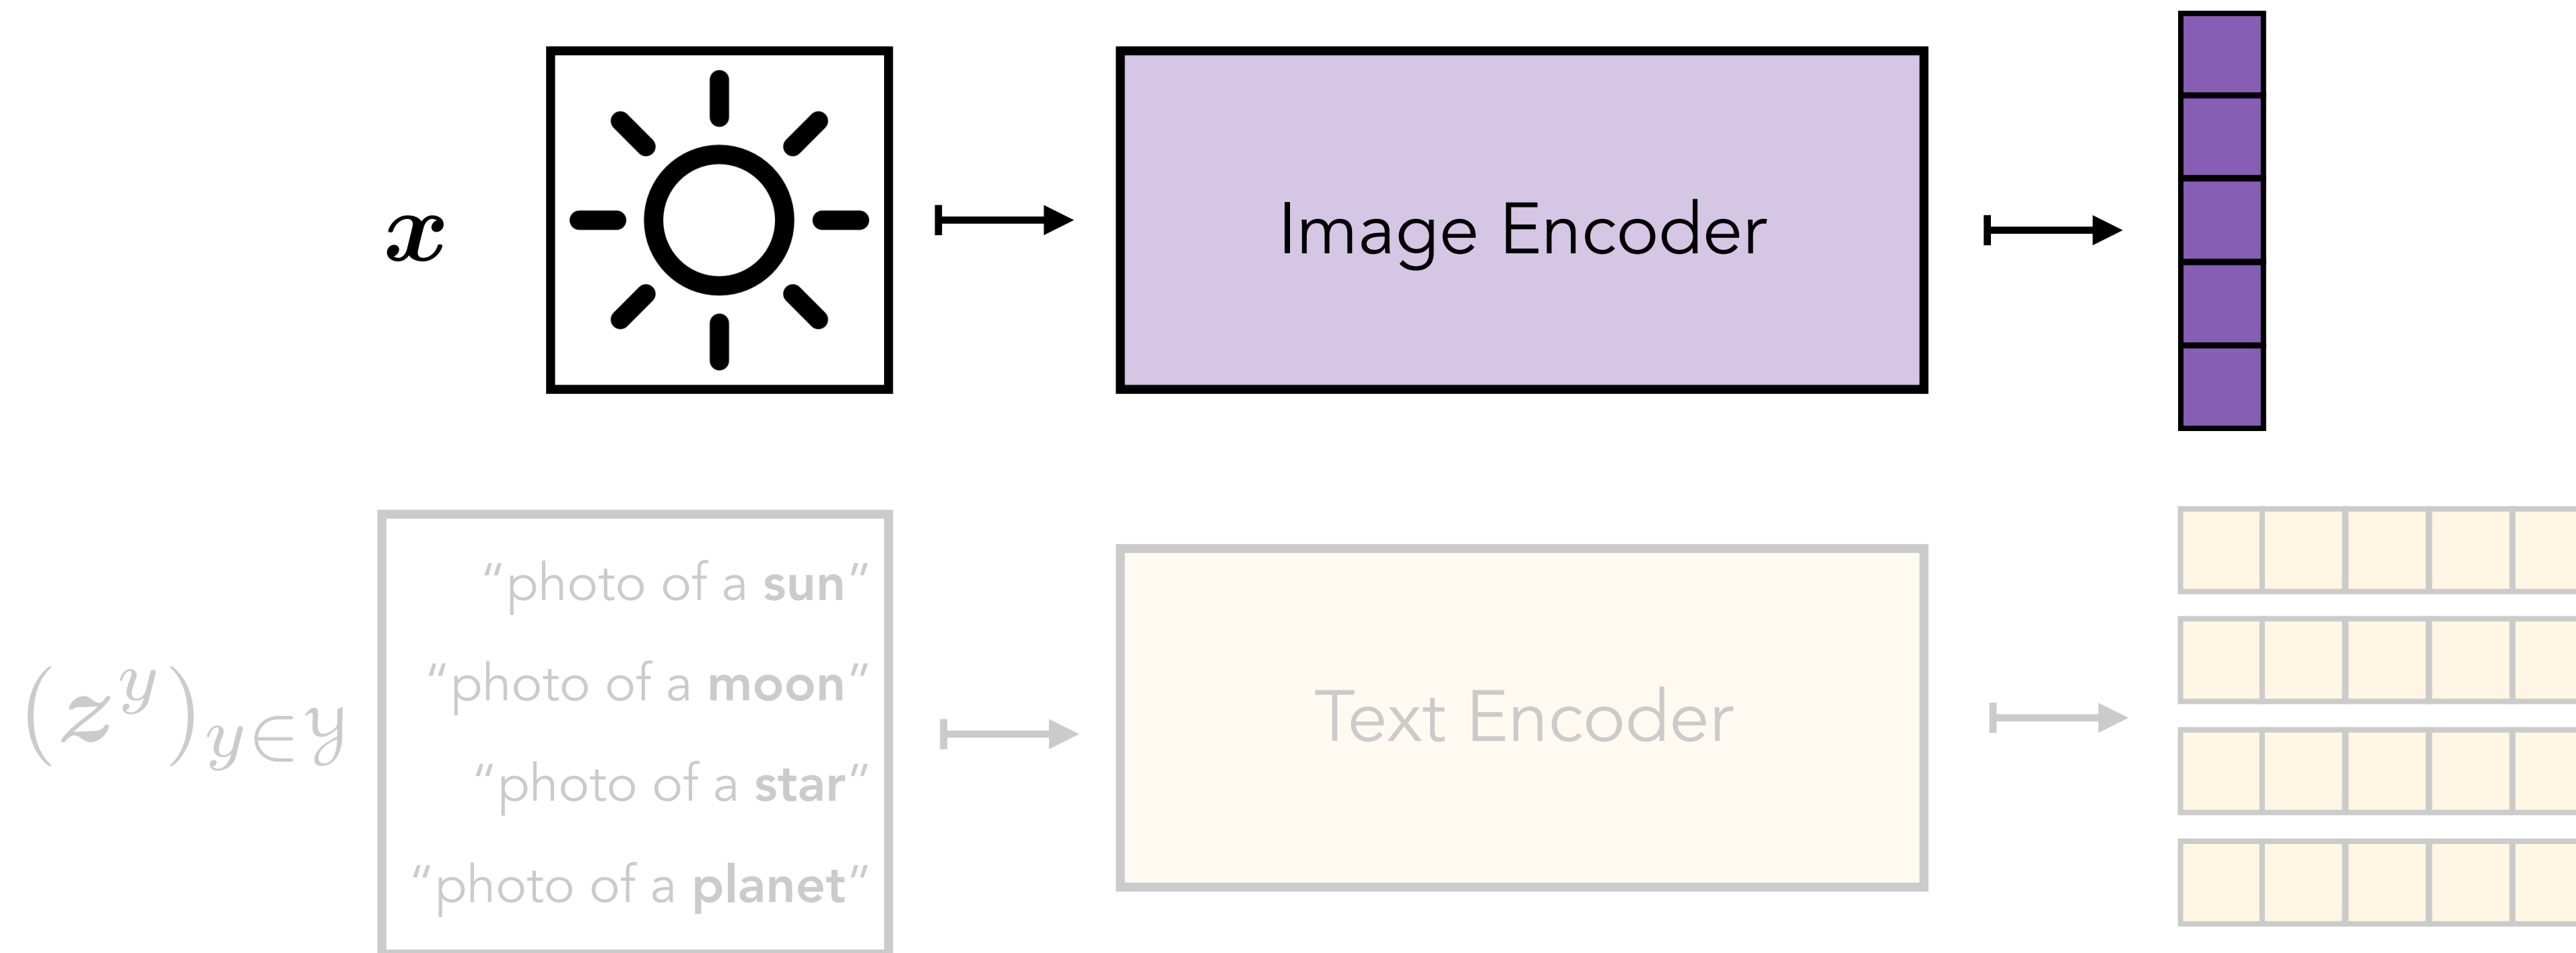 x
Image Encoder
(z^y)_{y∈𝒴}
“photo of a sun”
“photo of a moon”
“photo of a star”
“photo of a planet”
Text Encoder